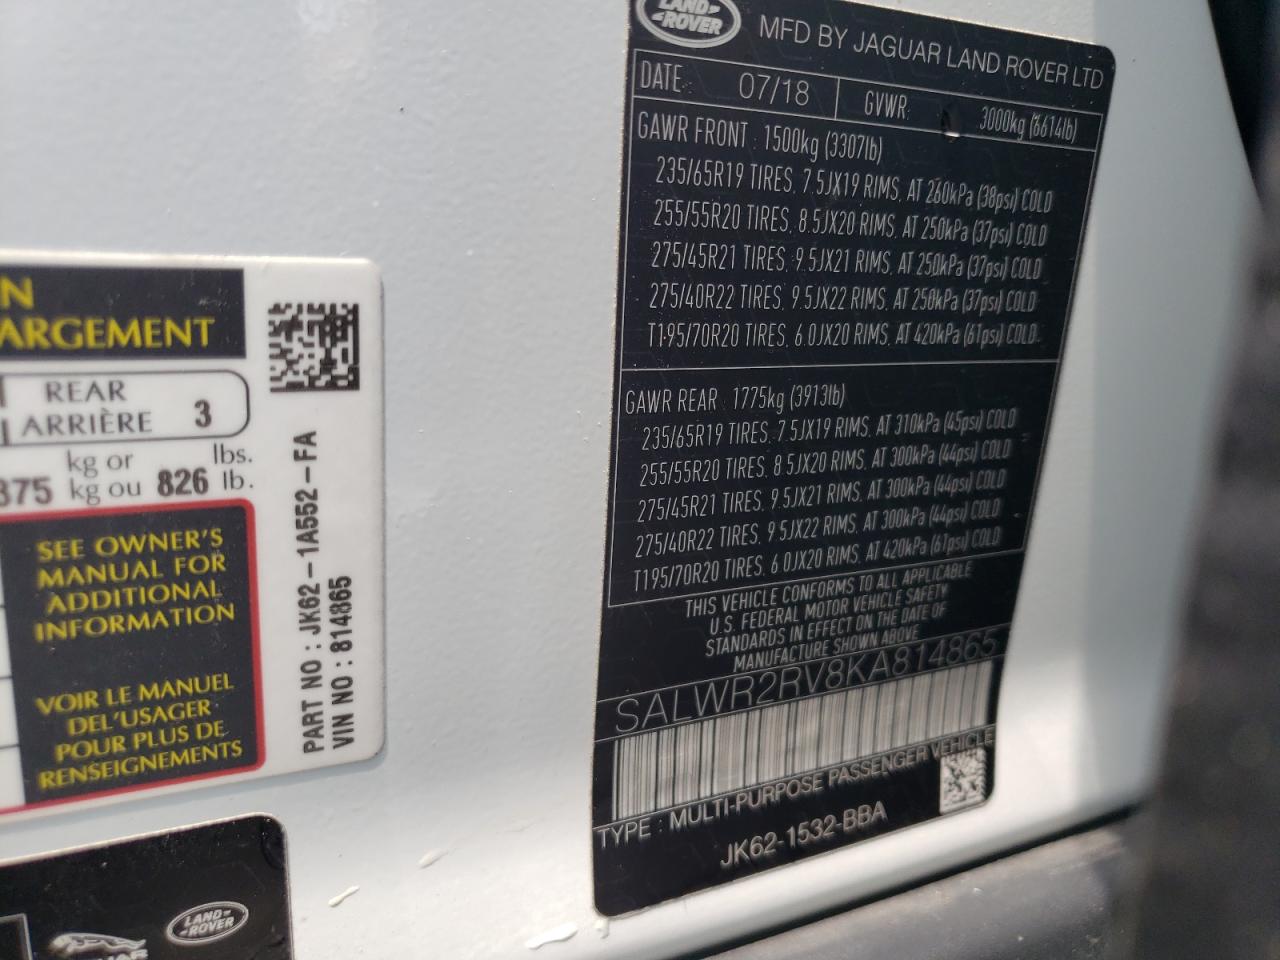 LAND ROVER
MFD BY JAGUAR LAND ROVER LTD
DATE: 07/18 GVWR: 3000kg (6614lb)
GAWR FRONT : 1500kg (3307lb)
235/65R19 TIRES, 7.5JX19 RIMS, AT 260kPa (38psi) COLD
255/55R20 TIRES, 8.5JX20 RIMS, AT 250kPa (37psi) COLD
275/45R21 TIRES, 9.5JX21 RIMS, AT 250kPa (37psi) COLD
275/40R22 TIRES, 9.5JX22 RIMS, AT 250kPa (37psi) COLD
T195/70R20 TIRES, 6.0JX20 RIMS, AT 420kPa (61psi) COLD
GAWR REAR : 1775kg (3913lb)
235/65R19 TIRES, 7.5JX19 RIMS, AT 310kPa (45psi) COLD
255/55R20 TIRES, 8.5JX20 RIMS, AT 300kPa (44psi) COLD
275/45R21 TIRES, 9.5JX21 RIMS, AT 300kPa (44psi) COLD
275/40R22 TIRES, 9.5JX22 RIMS, AT 300kPa (44psi) COLD
T195/70R20 TIRES, 6.0JX20 RIMS, AT 420kPa (61psi) COLD
THIS VEHICLE CONFORMS TO ALL APPLICABLE
U.S. FEDERAL MOTOR VEHICLE SAFETY
STANDARDS IN EFFECT ON THE DATE OF
MANUFACTURE SHOWN ABOVE
SALWR2RV8KA814865
TYPE : MULTI-PURPOSE PASSENGER VEHICLE
JK62-1532-BBA
N
ARGEMENT
REAR
ARRIÈRE 3
375 kg or 826 lbs.
kg ou lb.
SEE OWNER'S
MANUAL FOR
ADDITIONAL
INFORMATION
VOIR LE MANUEL
DEL'USAGER
POUR PLUS DE
RENSEIGNEMENTS
PART NO : JK62-1A552-FA
VIN NO : 814865
LAND ROVER